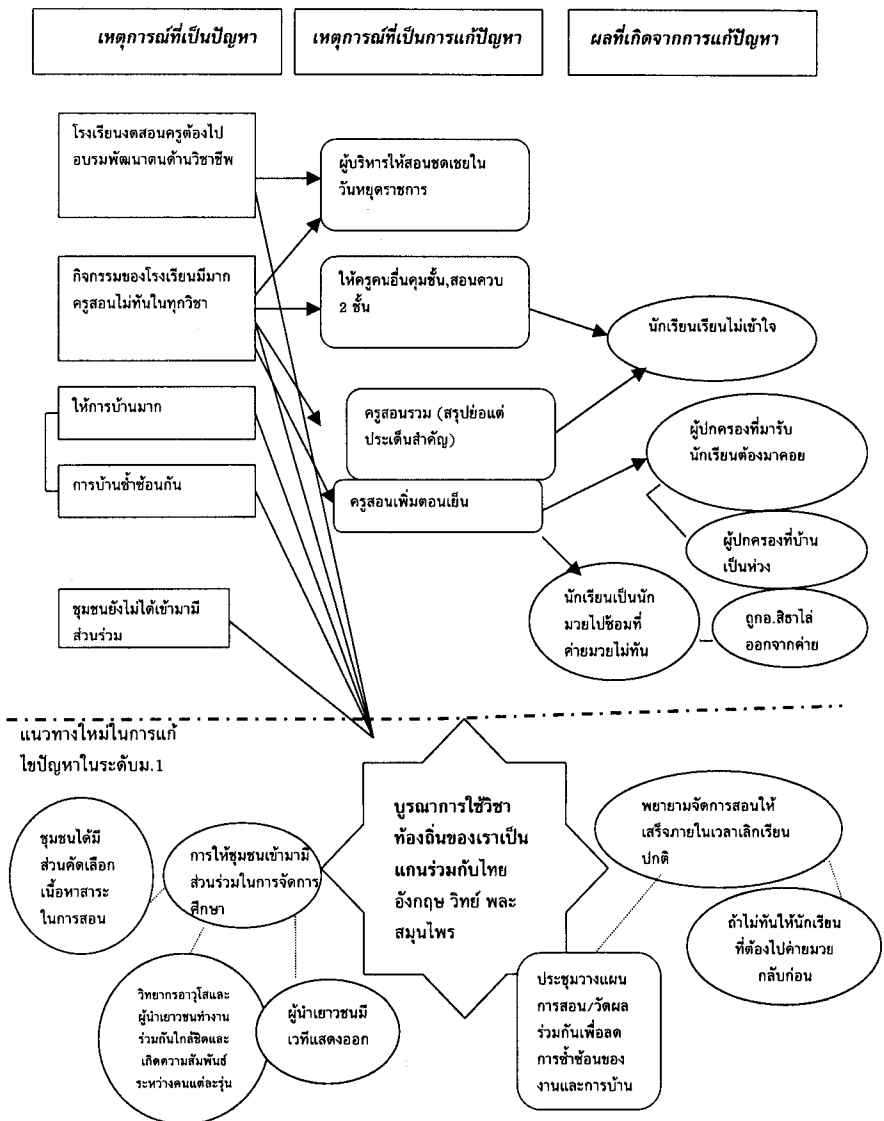 เหตุการณ์ที่เป็นปัญหา
เหตุการณ์ที่เป็นการแก้ปัญหา
ผลที่เกิดจากการแก้ปัญหา
โรงเรียนงดสอนครูต้องไป
อบรมพัฒนาตนด้านวิชาชีพ
ผู้บริหารให้สอนชดเชยใน
วันหยุดราชการ
กิจกรรมของโรงเรียนมีมาก
ครูสอนไม่ทันในทุกวิชา
ให้ครูคนอื่นคุมชั้น,สอนควบ
2 ชั้น
นักเรียนเรียนไม่เข้าใจ
ให้การบ้านมาก
ครูสอนรวม (สรุปย่อแต่
ประเด็นสำคัญ)
ผู้ปกครองที่มารับ
นักเรียนต้องมาคอย
การบ้านซ้ำซ้อนกัน
ครูสอนเพิ่มตอนเย็น
ผู้ปกครองที่บ้าน
เป็นห่วง
ชุมชนยังไม่ได้เข้ามามี
ส่วนร่วม
นักเรียนเป็นนัก
มวยไปซ้อมที่
ค่ายมวยไม่ทัน
ถูกอ.สิธาไล่
ออกจากค่าย
แนวทางใหม่ในการแก้
ไขปัญหาในระดับม.1
บูรณาการใช้วิชา
ท้องถิ่นของเราเป็น
แกนร่วมกับไทย
อังกฤษ วิทย์ พละ
สมุนไพร
พยายามจัดการสอนให้
เสร็จภายในเวลาเลิกเรียน
ปกติ
ชุมชนได้มี
ส่วนคัดเลือก
เนื้อหาสาระ
ในการสอน
การให้ชุมชนเข้ามามี
ส่วนร่วมในการจัดการ
ศึกษา
ถ้าไม่ทันให้นักเรียน
ที่ต้องไปค่ายมวย
กลับก่อน
วิทยากรอาวุโสและ
ผู้นำเยาวชนทำงาน
ร่วมกันใกล้ชิดและ
เกิดความสัมพันธ์
ระหว่างคนแต่ละรุ่น
ผู้นำเยาวชนมี
เวทีแสดงออก
ประชุมวางแผน
การสอน/วัดผล
ร่วมกันเพื่อลด
การซ้ำซ้อนของ
งานและการบ้าน